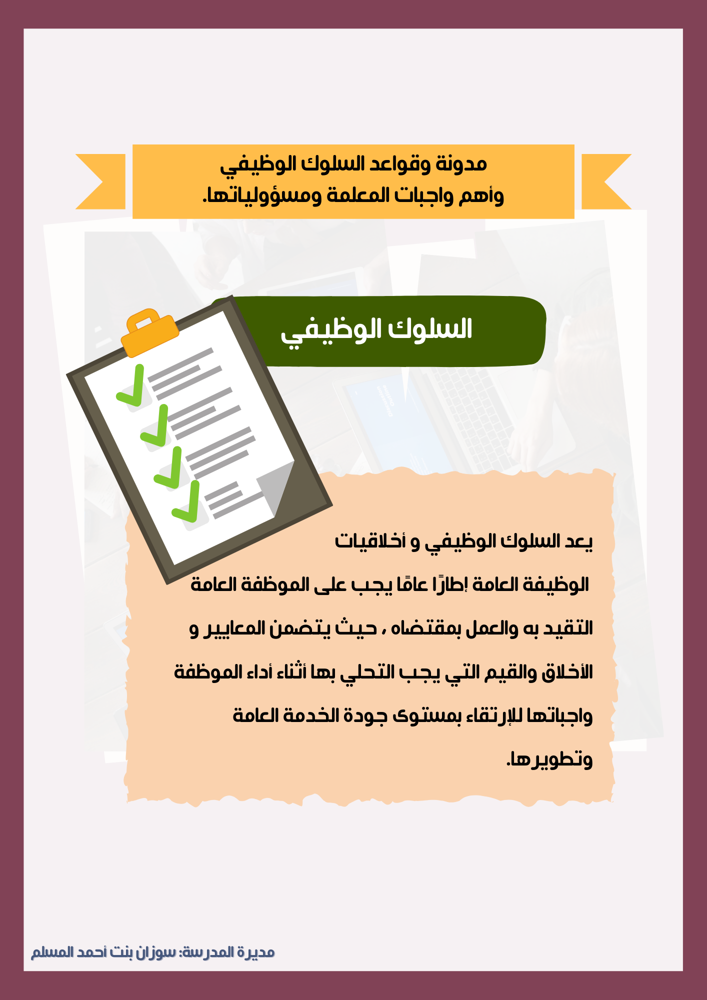 مدونة وقواعد السلوك الوظيفي
وأهم واجبات المعلمة ومسؤولياتها.
السلوك الوظيفي
Discussion
Outline
يعد السلوك الوظيفي و أخلاقيات
الوظيفة العامة إطارًا عامًا يجب على الموظفة العامة
التقيد به والعمل بمقتضاه ، حيث يتضمن المعايير و
الأخلاق والقيم التي يجب التحلي بها أثناء أداء الموظفة
واجباتها للإرتقاء بمستوى جودة الخدمة العامة
وتطويرها.
مديرة المدرسة: سوزان بنت أحمد المسلم